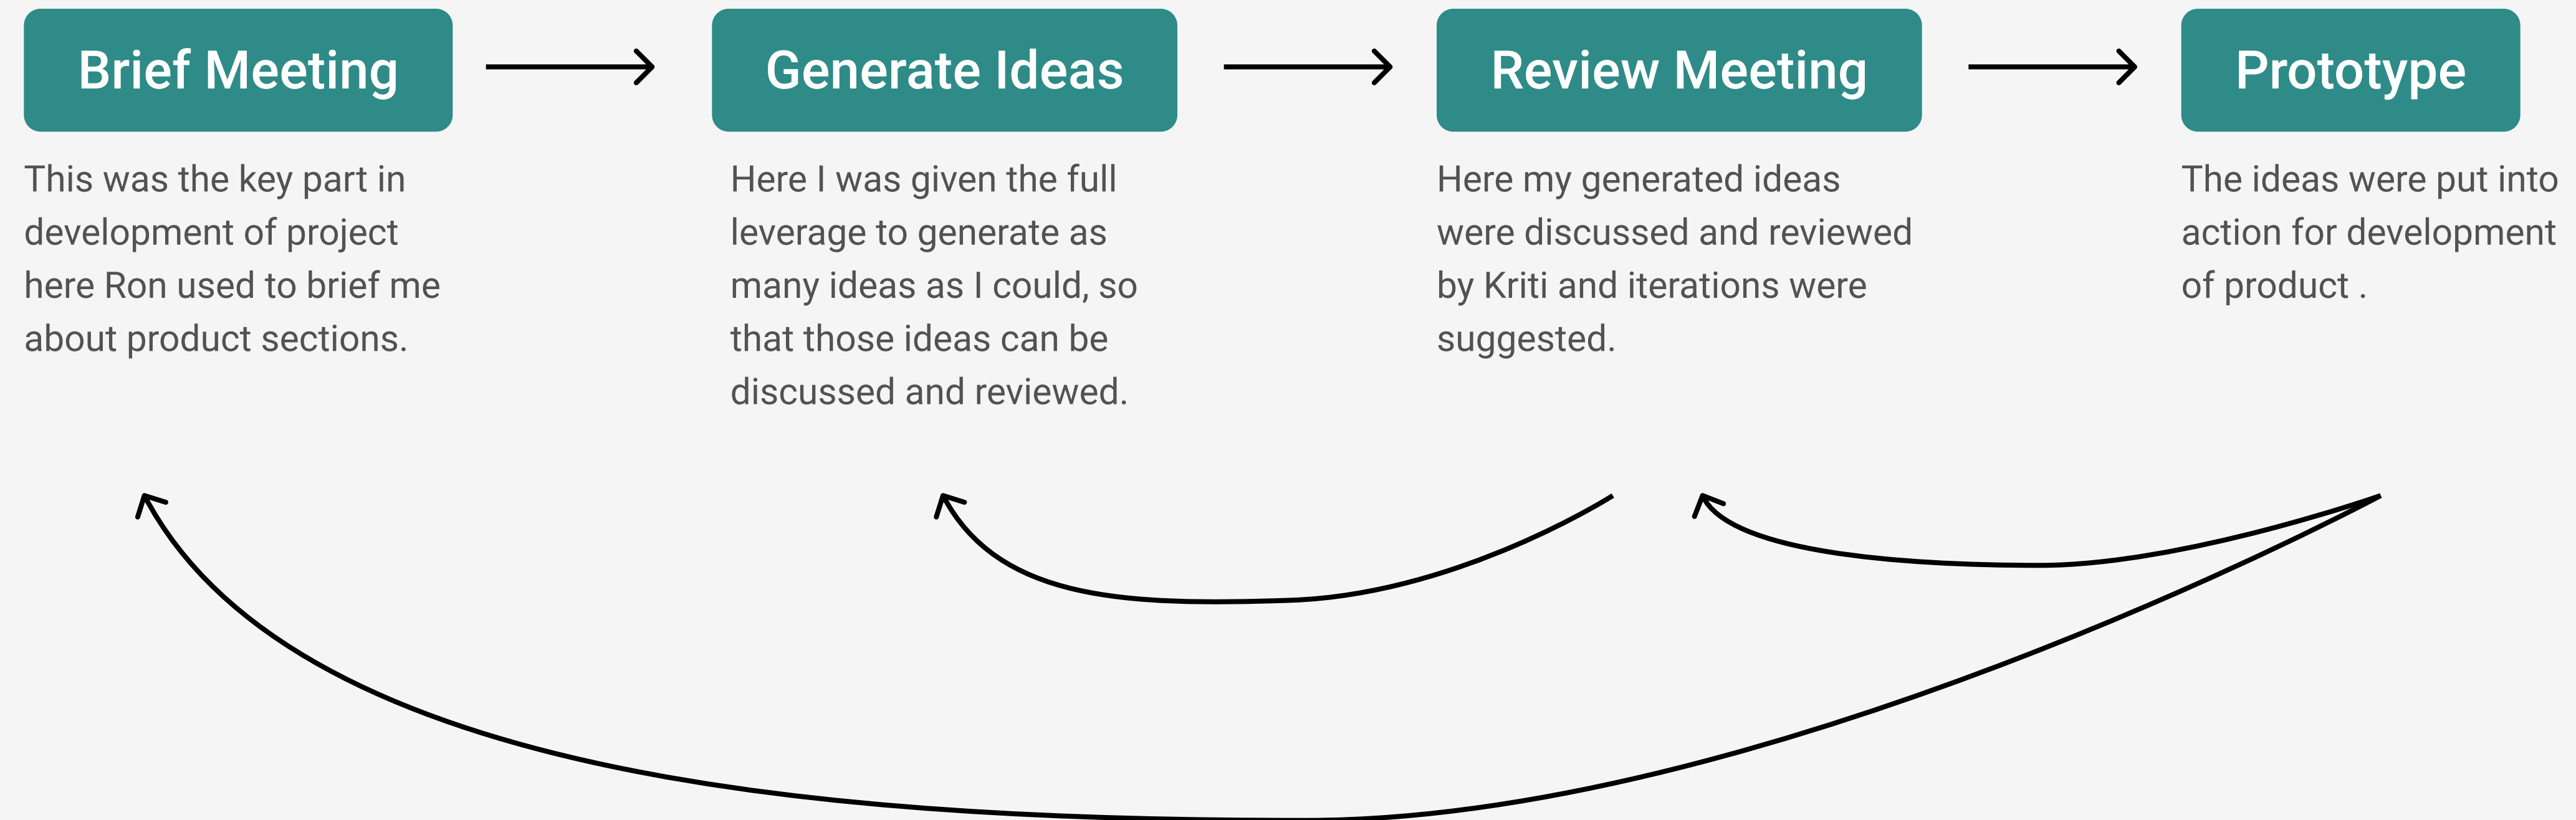 Brief Meeting
Generate Ideas
Review Meeting
Prototype
This was the key part in
development of project
here Ron used to brief me
about product sections.
Here I was given the full
leverage to generate as
many ideas as I could, so
that those ideas can be
discussed and reviewed.
Here my generated ideas
were discussed and reviewed
by Kriti and iterations were
suggested.
The ideas were put into
action for development
of product .